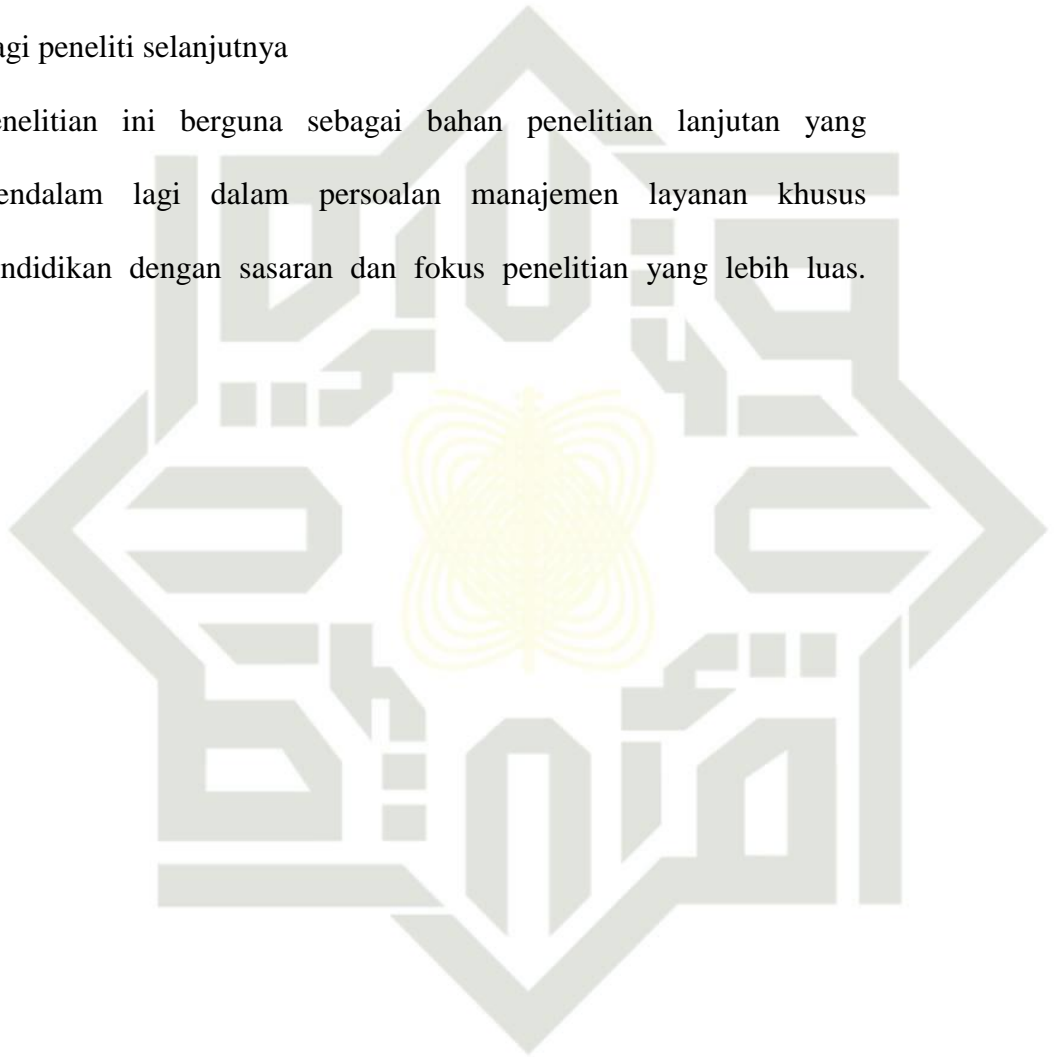 agi peneliti selanjutnya
enelitian ini berguna sebagai bahan penelitian lanjutan yang
endalam lagi dalam persoalan manajemen layanan khusus
ndidikan dengan sasaran dan fokus penelitian yang lebih luas.